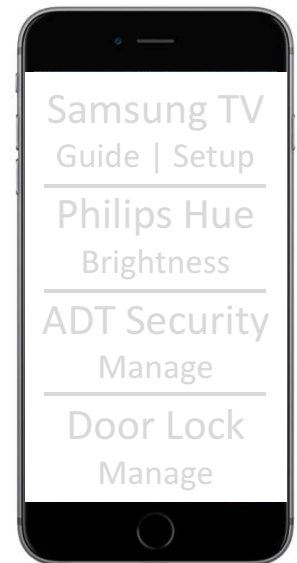 Samsung TV
Guide | Setup
Philips Hue
Brightness
ADT Security
Manage
Door Lock
Manage